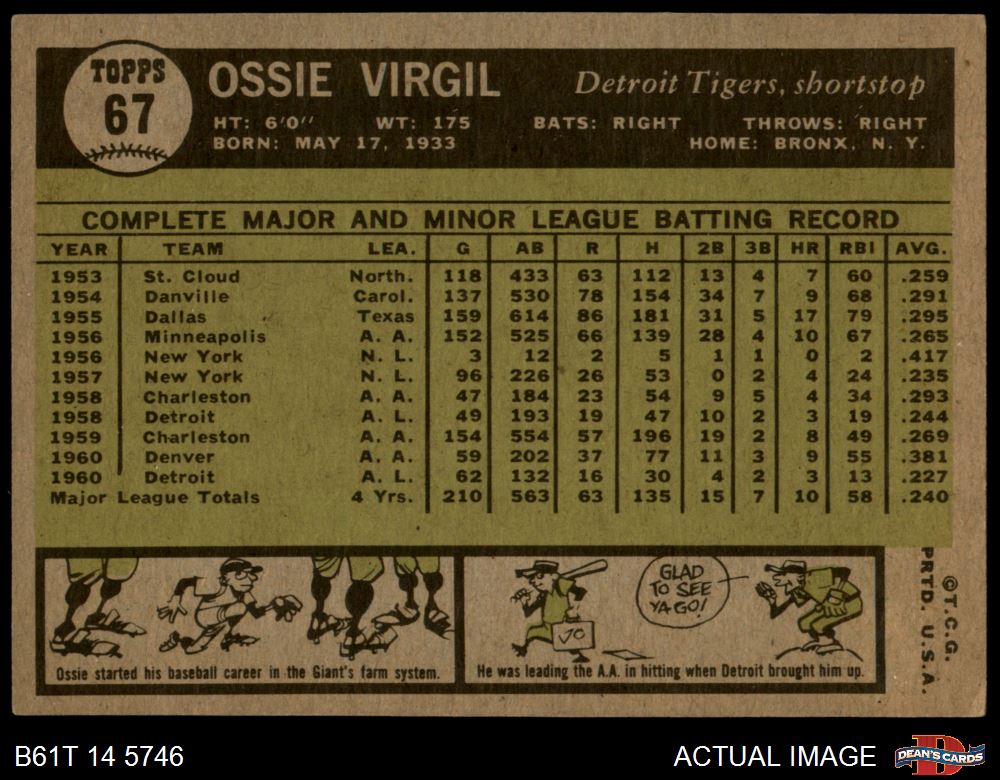 TOPPS
67
OSSIE VIRGIL Detroit Tigers, shortstop
HT: 6'0" WT: 175 BATS: RIGHT THROWS: RIGHT
BORN: MAY 17, 1933 HOME: BRONX, N. Y.
COMPLETE MAJOR AND MINOR LEAGUE BATTING RECORD
YEAR TEAM LEA. G AB R H 2B 3B HR RBI AVG.
1953 St. Cloud North. 118 433 63 112 13 4 7 60 .259
1954 Danville Carol. 137 530 78 154 34 7 9 68 .291
1955 Dallas Texas 159 614 86 181 31 5 17 79 .295
1956 Minneapolis A. A. 152 525 66 139 28 4 10 67 .265
1956 New York N. L. 3 12 2 5 1 1 0 2 .417
1957 New York N. L. 96 226 26 53 0 2 4 24 .235
1958 Charleston A. A. 47 184 23 54 9 5 4 34 .293
1958 Detroit A. L. 49 193 19 47 10 2 3 19 .244
1959 Charleston A. A. 154 554 57 196 19 2 8 49 .269
1960 Denver A. A. 59 202 37 77 11 3 9 55 .381
1960 Detroit A. L. 62 132 16 30 4 2 3 13 .227
Major League Totals 4 Yrs. 210 563 63 135 15 7 10 58 .240
Ossie started his baseball career in the Giant's farm system.
GLAD
TO SEE
YA GO!
JO
He was leading the A.A. in hitting when Detroit brought him up.
©T.C.G.
PRTD. U.S.A.
B61T 14 5746 ACTUAL IMAGE DEAN'S CARDS